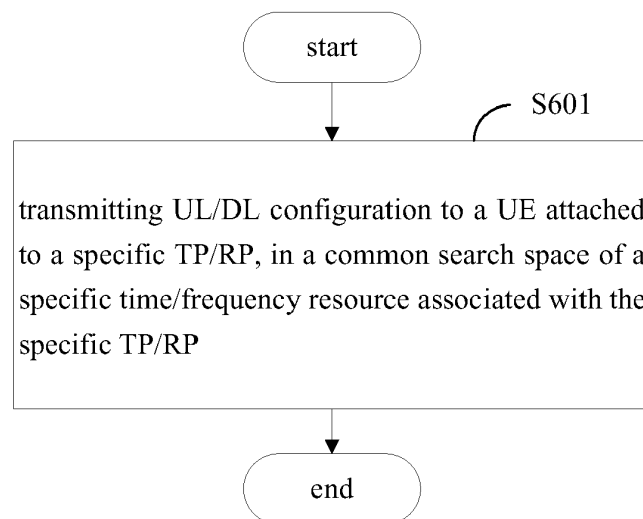 start
S601
transmitting UL/DL configuration to a UE attached
to a specific TP/RP, in a common search space of a
specific time/frequency resource associated with the
specific TP/RP
end